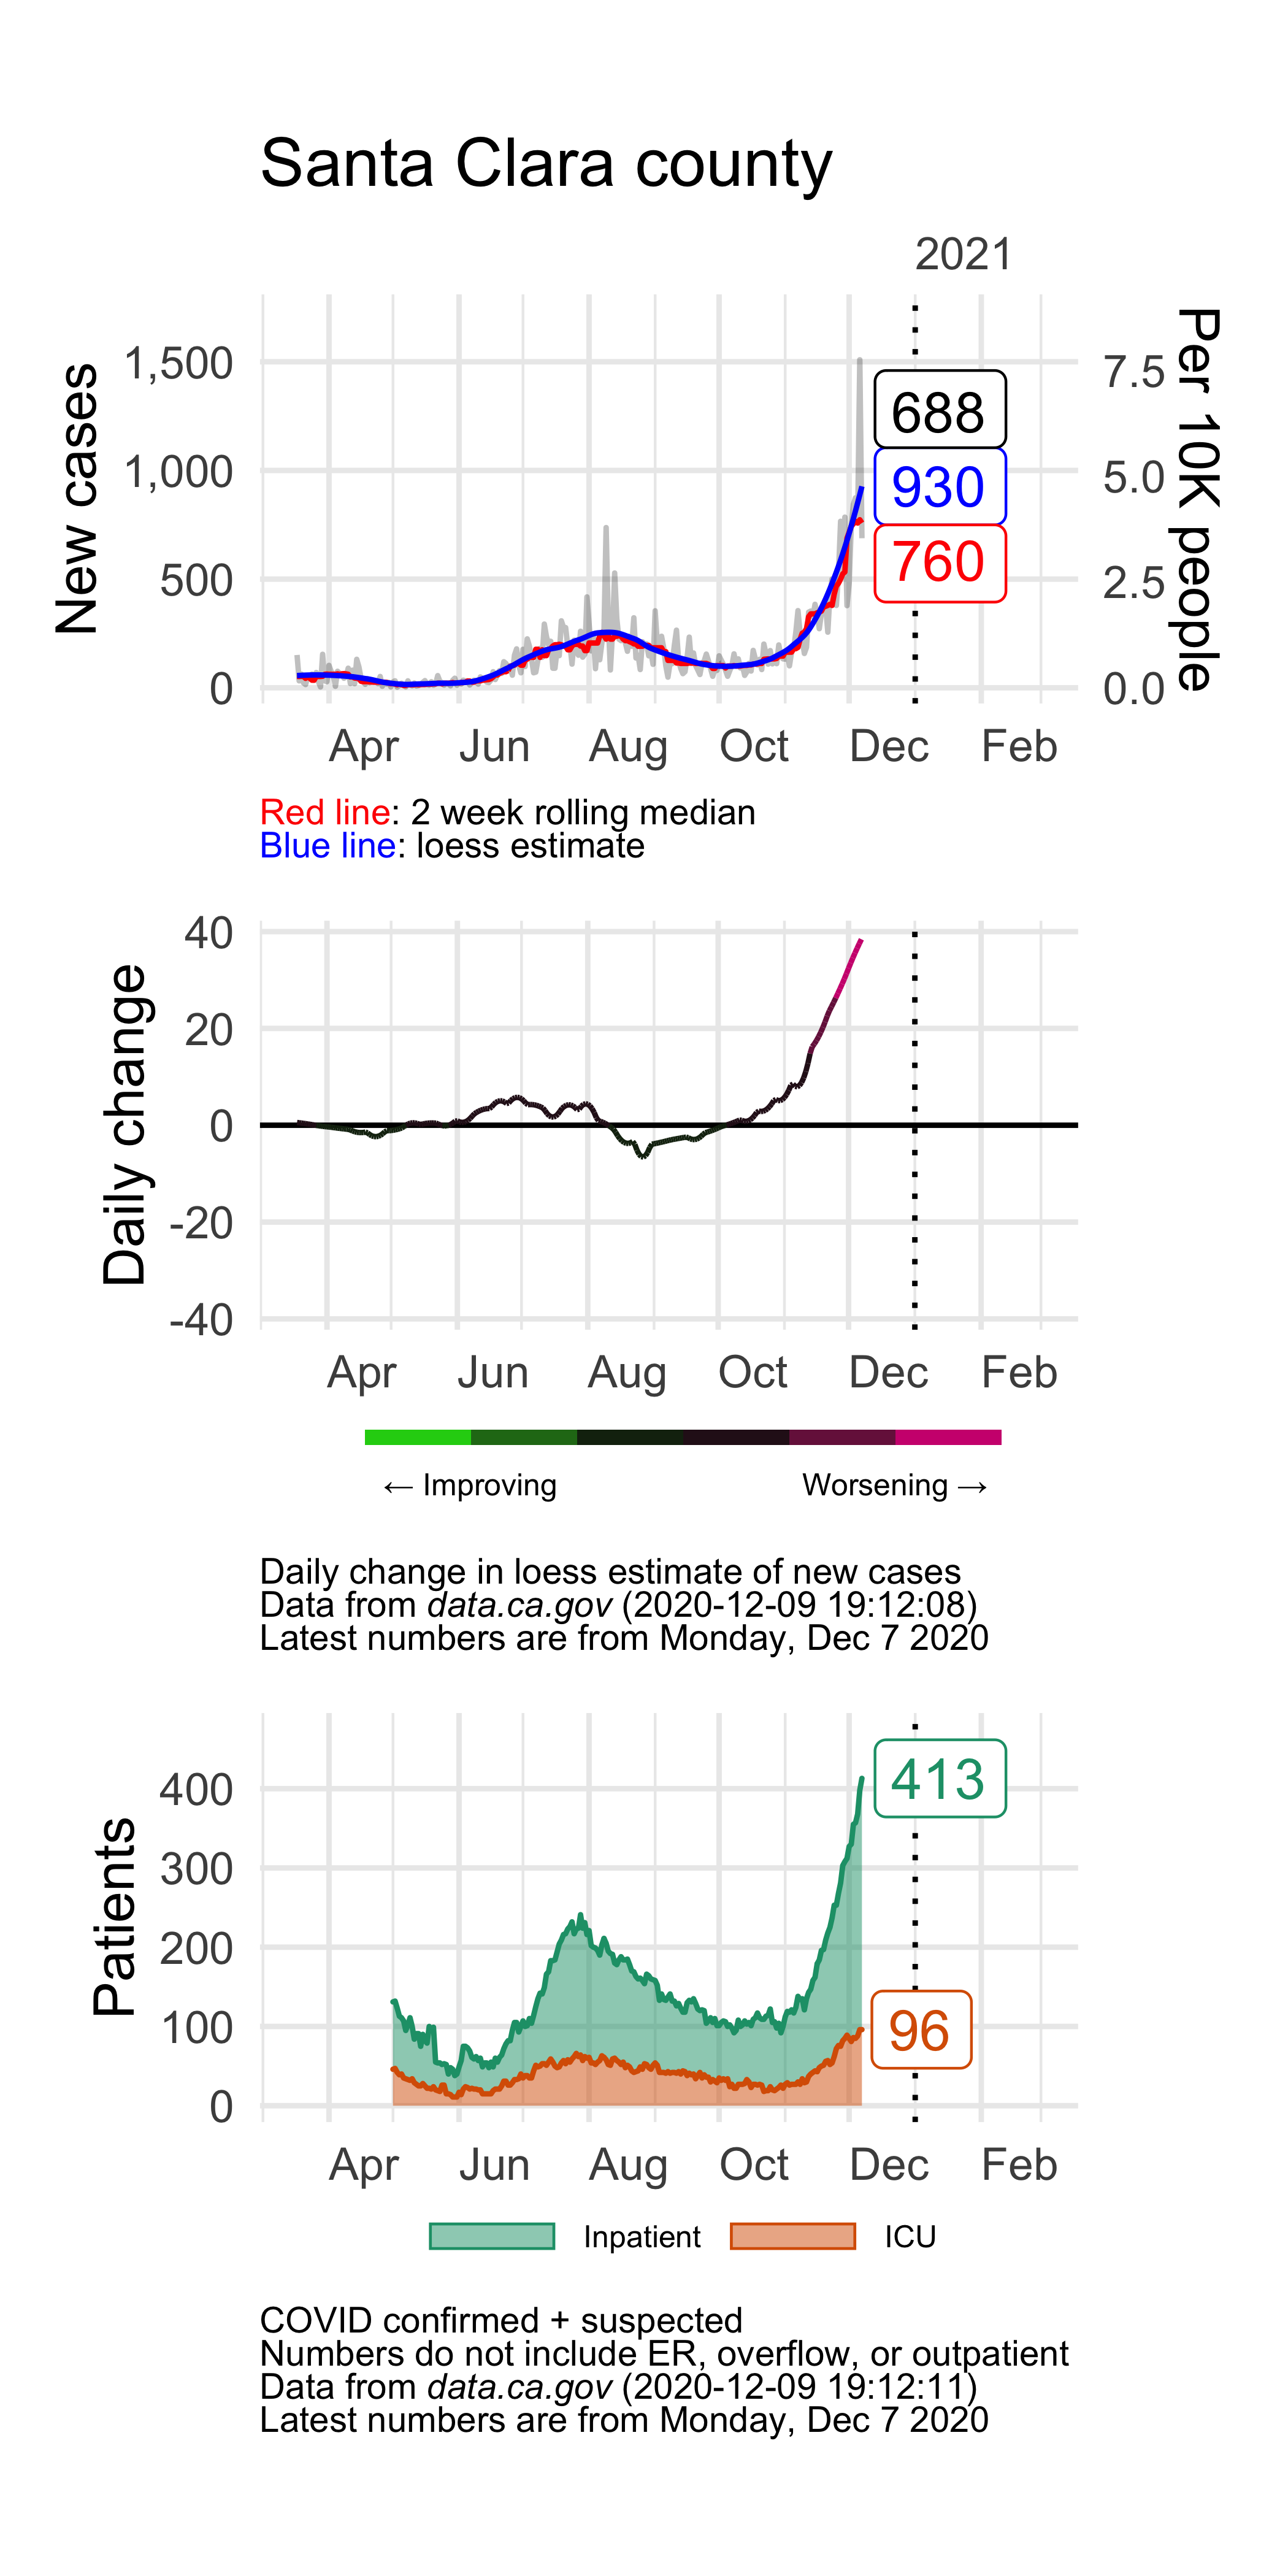 Santa Clara county
2021
New cases
1,500
1,000
500
0
688
930
760
7.5
5.0
2.5
0.0
Per 10K people
Apr Jun Aug Oct Dec Feb
Red line: 2 week rolling median
Blue line: loess estimate
Daily change
40
20
0
-20
-40
Apr Jun Aug Oct Dec Feb
← Improving Worsening →
Daily change in loess estimate of new cases
Data from data.ca.gov (2020-12-09 19:12:08)
Latest numbers are from Monday, Dec 7 2020
Patients
400
300
200
100
0
413
96
Apr Jun Aug Oct Dec Feb
Inpatient ICU
COVID confirmed + suspected
Numbers do not include ER, overflow, or outpatient
Data from data.ca.gov (2020-12-09 19:12:11)
Latest numbers are from Monday, Dec 7 2020